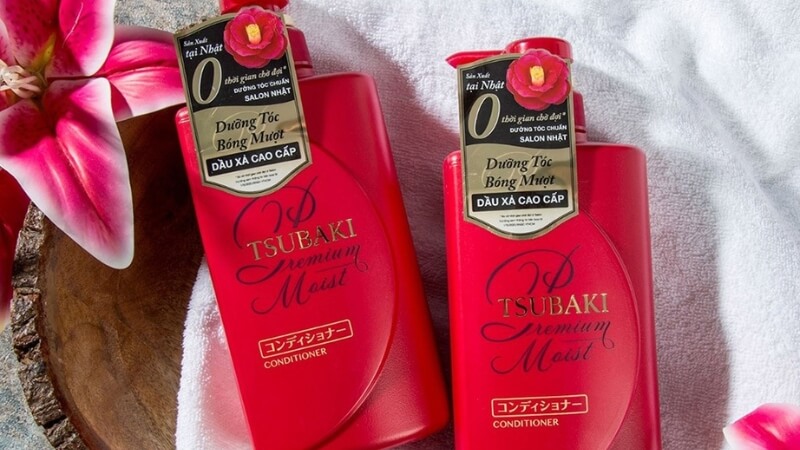 Sản Xuất
tại Nhật
0
thời gian chờ đợi*
DƯỠNG TÓC CHUẨN
SALON NHẬT
Dưỡng Tóc
Bóng Mượt
DẦU XẢ CAO CẤP
TSUBAKI
Premium
Moist
コンディショナー
CONDITIONER
Sản Xuất
tại Nhật
0
thời gian chờ đợi*
DƯỠNG TÓC CHUẨN
SALON NHẬT
Dưỡng Tóc
Bóng Mượt
DẦU XẢ CAO CẤP
TSUBAKI
Premium
Moist
コンディショナー
CONDITIONER